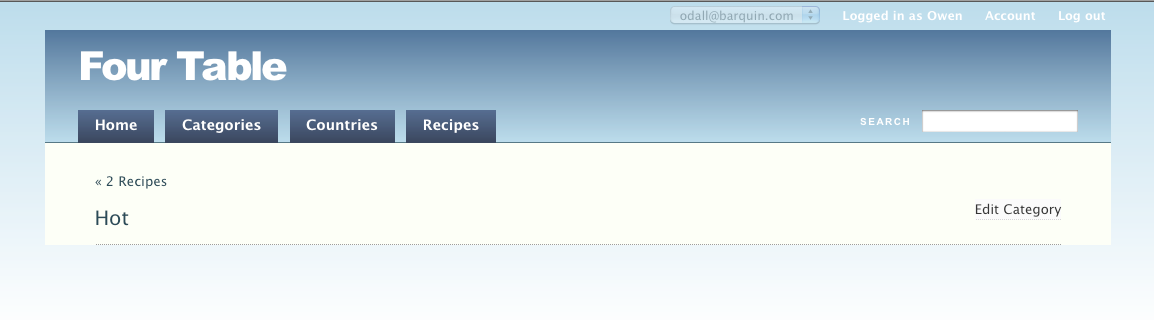 odall@barquin.com Logged in as Owen Account Log out
Four Table
Home Categories Countries Recipes SEARCH
« 2 Recipes
Hot Edit Category